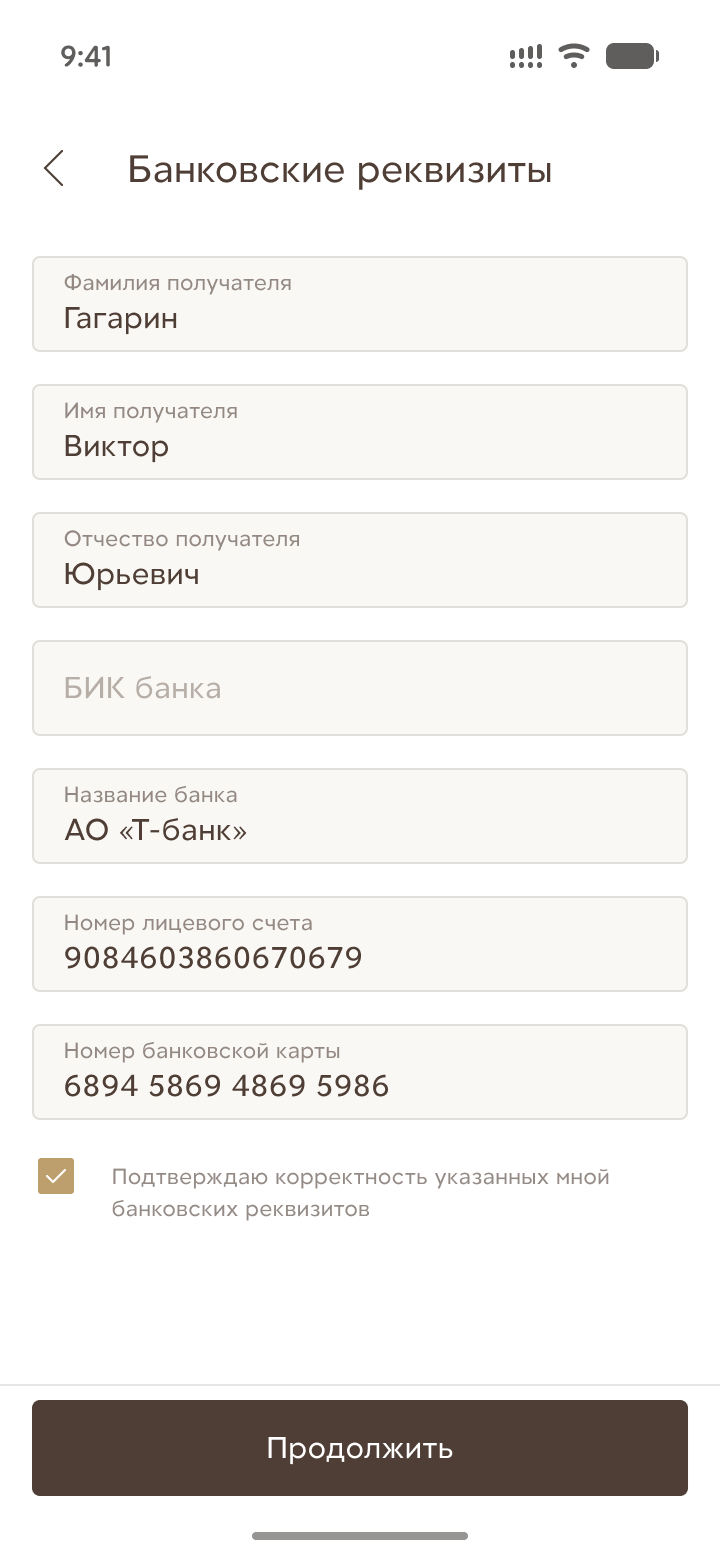 9:41
Банковские реквизиты
Фамилия получателя
Гагарин
Имя получателя
Виктор
Отчество получателя
Юрьевич
БИК банка
Название банка
АО «Т-банк»
Номер лицевого счета
9084603860670679
Номер банковской карты
6894 5869 4869 5986
Подтверждаю корректность указанных мной
банковских реквизитов
Продолжить